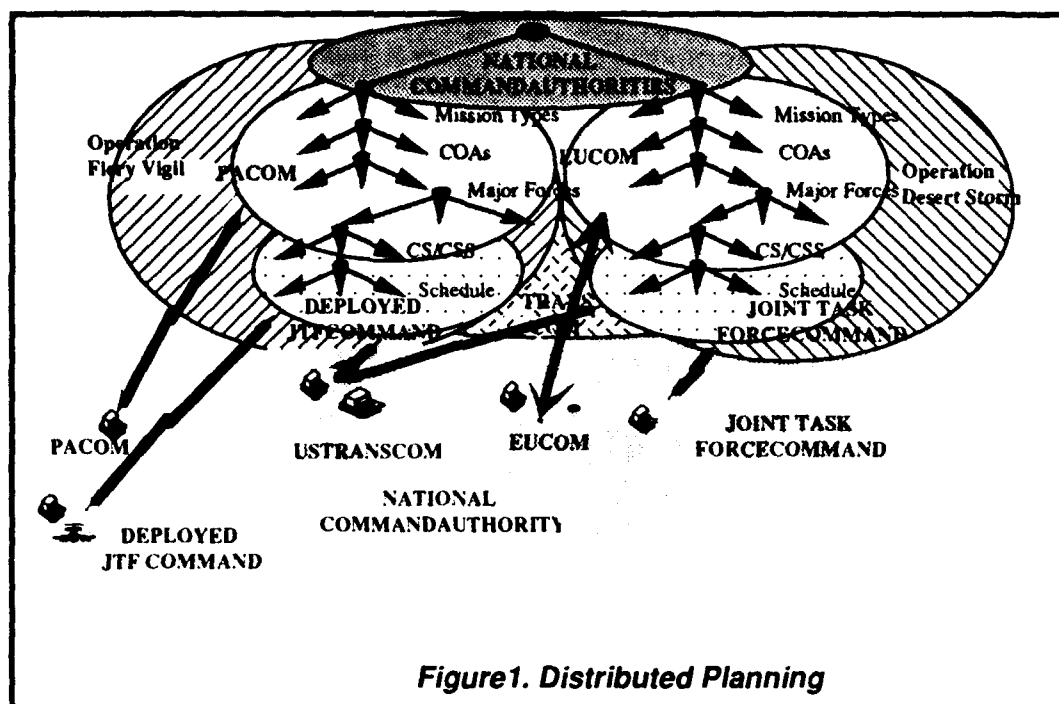 NATIONAL
COMMANDAUTHORITIES
Operation
Fiery Vigil
PACOM
Mission Types
COAs
Major Forces
CS/CSS
Schedule
DEPLOYED
JTFCOMMAND
EUCOM
Mission Types
COAs
Major Forces
Operation
Desert Storm
CS/CSS
Schedule
JOINT TASK
FORCECOMMAND
PACOM
USTRANSCOM
EUCOM
JOINT TASK
FORCECOMMAND
NATIONAL
COMMANDAUTHORITY
DEPLOYED
JTF COMMAND
Figure1. Distributed Planning